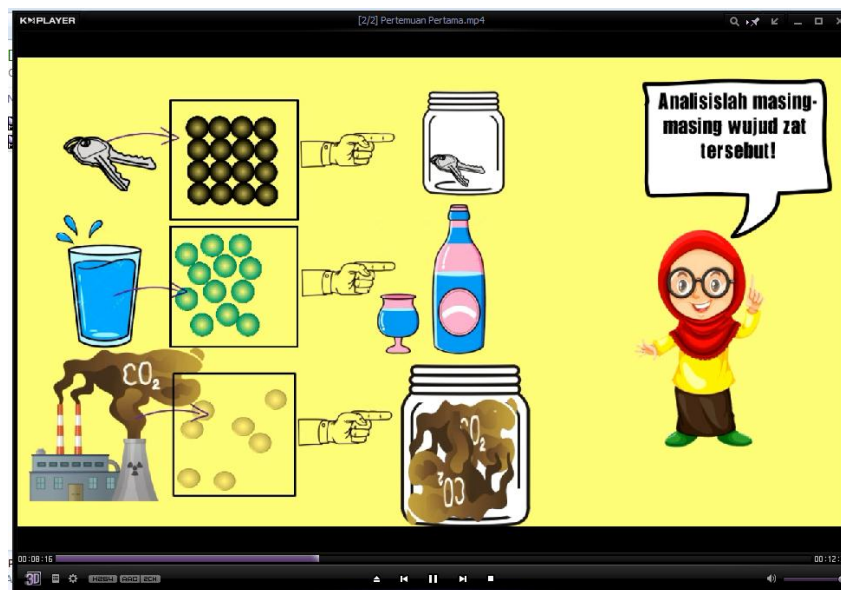 KMPLAYER
[2/2] Pertemuan Pertama.mp4
Analisislah masing-
masing wujud zat
tersebut!
CO2
CO2
CO2
00:08:16
00:12:
3D
H264 AAC 2CH